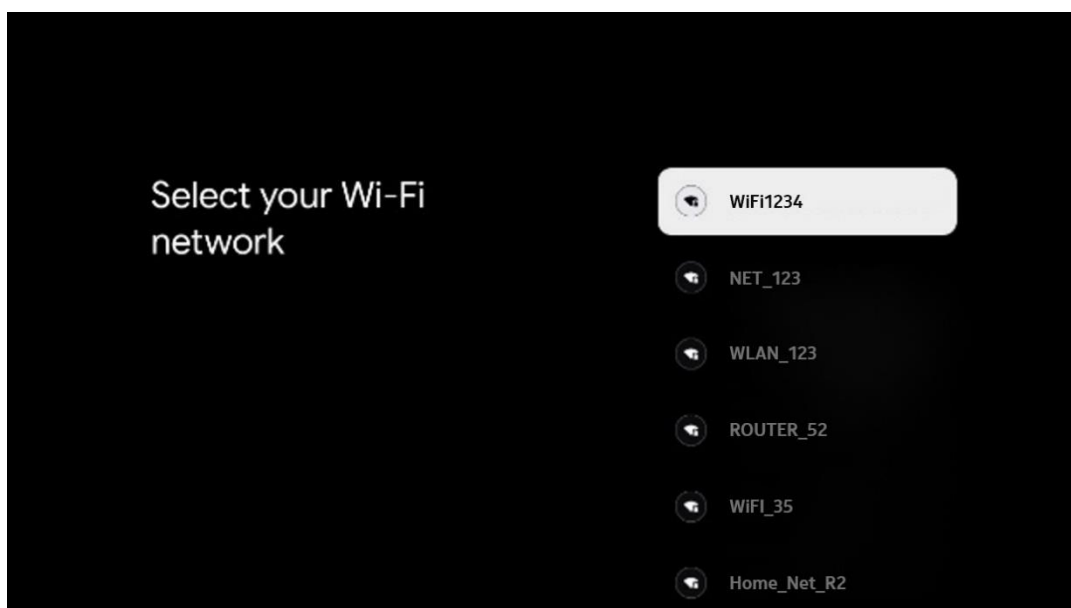 Select your Wi-Fi
network
WiFi1234
NET_123
WLAN_123
ROUTER_52
WiFI_35
Home_Net_R2